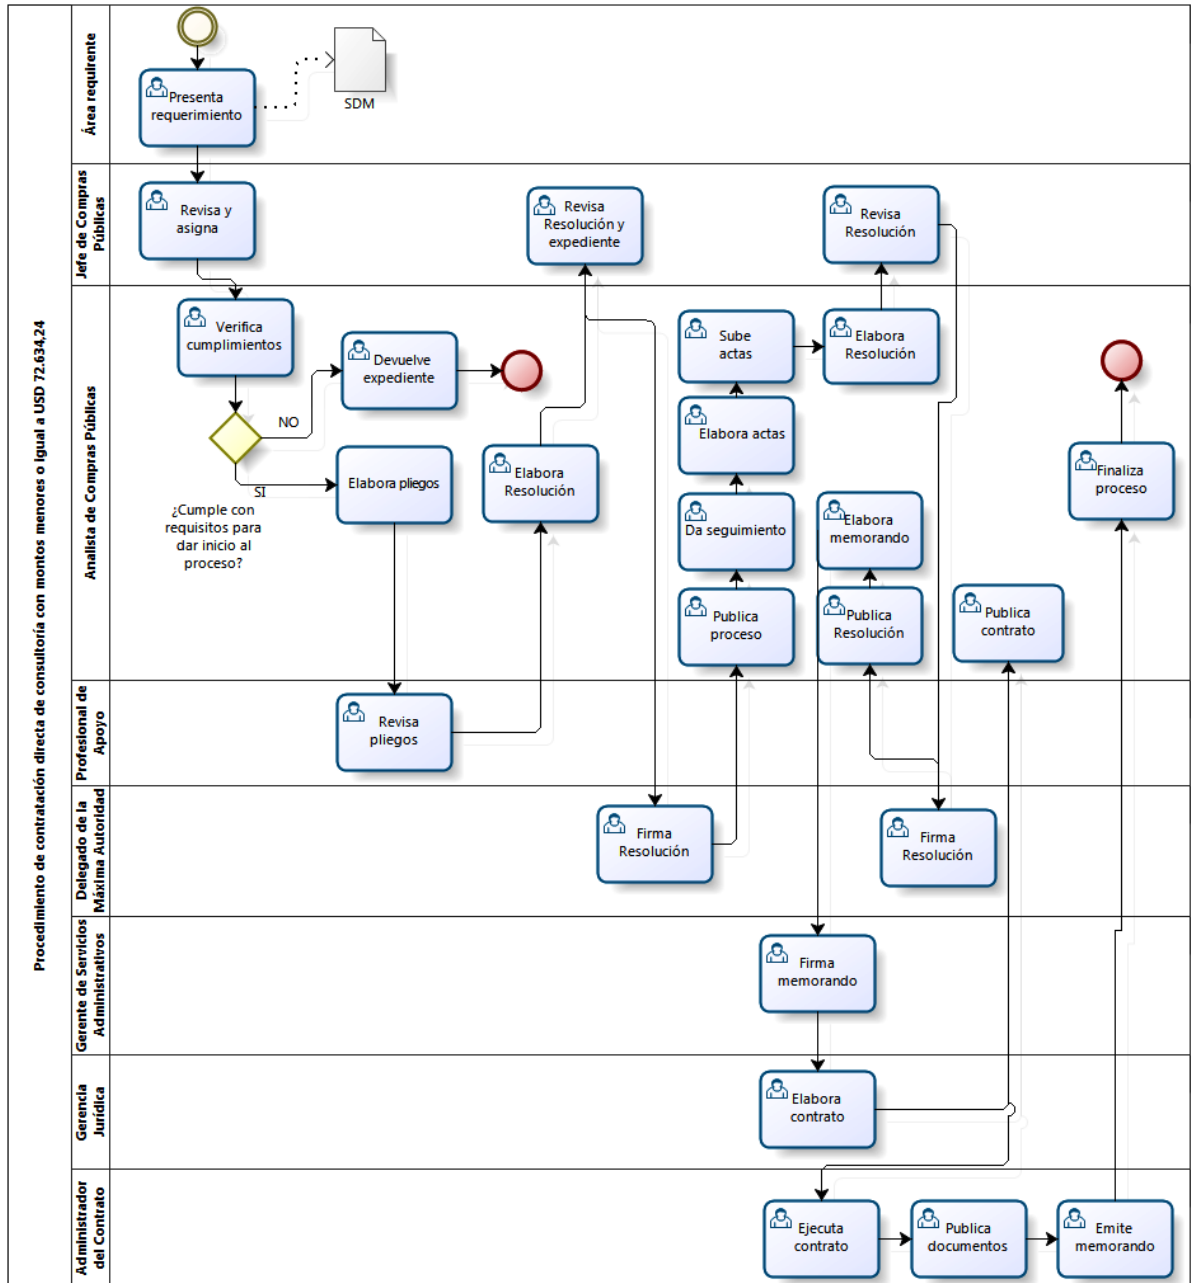 Procedimiento de contratación directa de consultoría con montos menores o igual a USD 72.634,24
Área requirente
Presenta
requerimiento
SDM
Jefe de Compras
Públicas
Revisa y
asigna
Revisa
Resolución y
expediente
Revisa
Resolución
Analista de Compras Públicas
Verifica
cumplimientos
Devuelve
expediente
NO
SI
¿Cumple con
requisitos para
dar inicio al
proceso?
Elabora pliegos
Elabora
Resolución
Sube
actas
Elabora
Resolución
Elabora actas
Da seguimiento
Publica
proceso
Elabora
memorando
Publica
Resolución
Publica
contrato
Finaliza
proceso
Profesional de
Apoyo
Revisa
pliegos
Delegado de la
Máxima Autoridad
Firma
Resolución
Firma
Resolución
Gerente de Servicios
Administrativos
Firma
memorando
Gerencia
Jurídica
Elabora
contrato
Administrador
del Contrato
Ejecuta
contrato
Publica
documentos
Emite
memorando